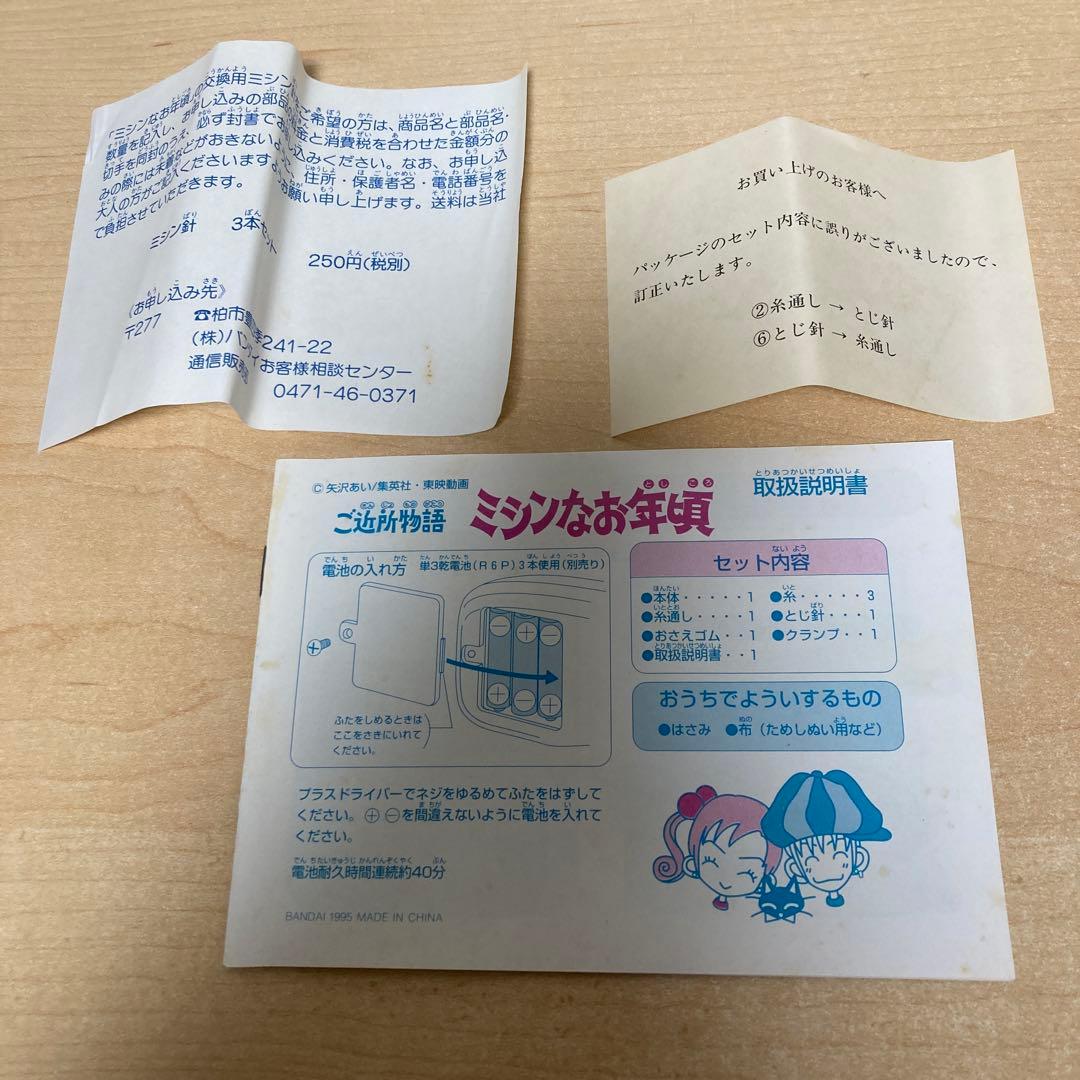 「ミシンなお年頃」の交換用ミシン ご希望の方は、商品名と部品名・
数量を記入し、お申し込みの部品 金と消費税を合わせた金額分の
切手を同封のうえ、必ず封書でお 込みください。なお、お申し込
みの際には未着などがおきないよ 、住所・保護者名・電話番号を
大人の方がご記入くださいます お願い申し上げます。送料は当社
で負担させていただきます。
ミシン針 3本セット 250円(税別)
《お申し込み先》
〒277 ☎柏市 241-22
(株)バンダイお客様相談センター
通信販売
0471-46-0371
お買い上げのお客様へ
パッケージのセット内容に誤りがございましたので、
訂正いたします。
②糸通し → とじ針
⑥とじ針 → 糸通し
©矢沢あい/集英社・東映動画
ご近所物語 ミシンなお年頃 取扱説明書
電池の入れ方 単3乾電池(R6P)3本使用(別売り)
ふたをしめるときは
ここをさきにいれて
ください。
プラスドライバーでネジをゆるめてふたをはずして
ください。⊕⊖を間違えないように電池を入れて
ください。
電池耐久時間連続約40分
BANDAI 1995 MADE IN CHINA
セット内容
●本体・・・・・1 ●糸・・・・・3
●糸通し・・・・1 ●とじ針・・・1
●おさえゴム・・1 ●クランプ・・1
●取扱説明書・・1
おうちでよういするもの
●はさみ ●布(ためしぬい用など)